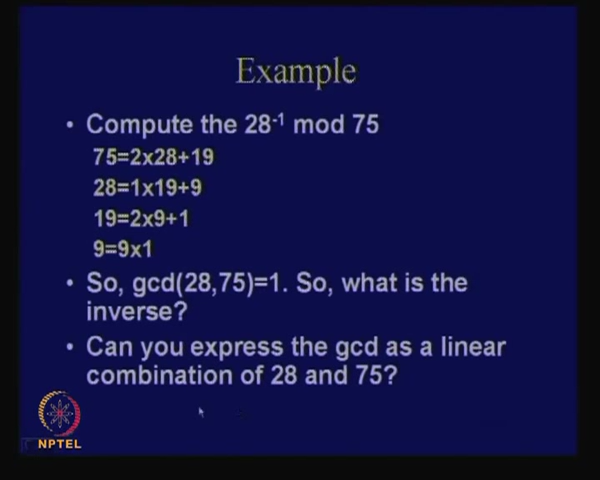 Example
• Compute the 28⁻¹ mod 75
75=2x28+19
28=1x19+9
19=2x9+1
9=9x1
• So, gcd(28,75)=1. So, what is the
inverse?
• Can you express the gcd as a linear
combination of 28 and 75?
NPTEL